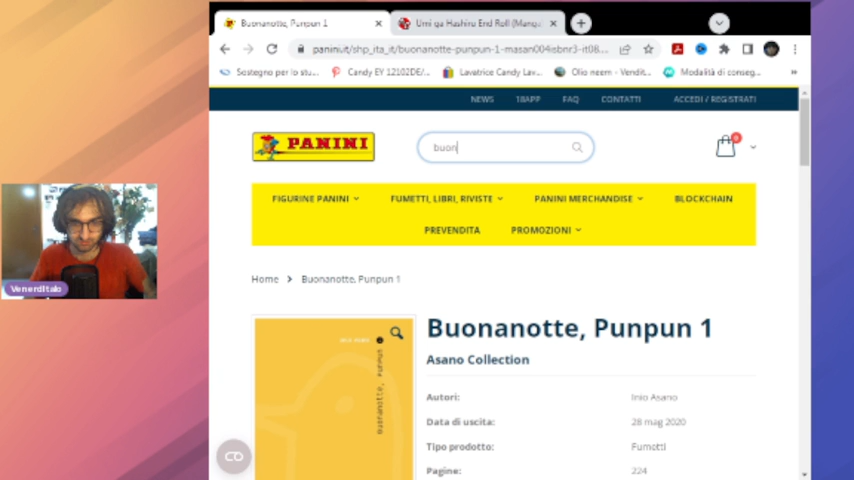 Buonanotte, Punpun 1
Umi ga Hashiru End Roll (Manga)
panini.it/shp_ita_it/buonanotte-punpun-1-masan004isbnr3-it08...
Sostegno per lo stu...
Candy EY 12102DE/...
Lavatrice Candy Lav...
Olio neem - Vendit...
Modalità di conseg...
NEWS
18APP
FAQ
CONTATTI
ACCEDI / REGISTRATI
PANINI
buon
0
FIGURINE PANINI
FUMETTI, LIBRI, RIVISTE
PANINI MERCHANDISE
BLOCKCHAIN
PREVENDITA
PROMOZIONI
Home > Buonanotte, Punpun 1
VenerdItalo
Buonanotte, Punpun
Buonanotte, Punpun 1
Asano Collection
Autori: Inio Asano
Data di uscita: 28 mag 2020
Tipo prodotto: Fumetti
Pagine: 224